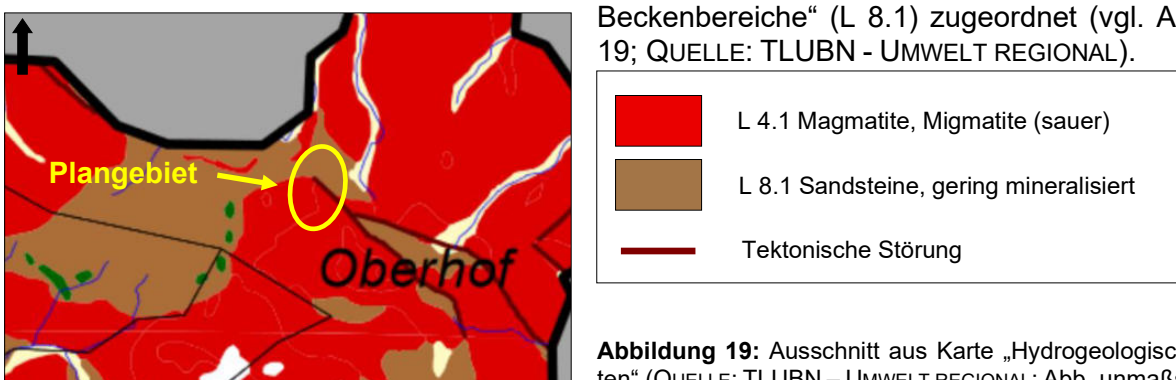 Beckenbereiche“ (L 8.1) zugeordnet (vgl. A
19; QUELLE: TLUBN - UMWELT REGIONAL).
Plangebiet
Oberhof
L 4.1 Magmatite, Migmatite (sauer)
L 8.1 Sandsteine, gering mineralisiert
Tektonische Störung
Abbildung 19: Ausschnitt aus Karte „Hydrogeologisc
ten“ (QUELLE: TLUBN – UMWELT REGIONAL; Abb. unmaß